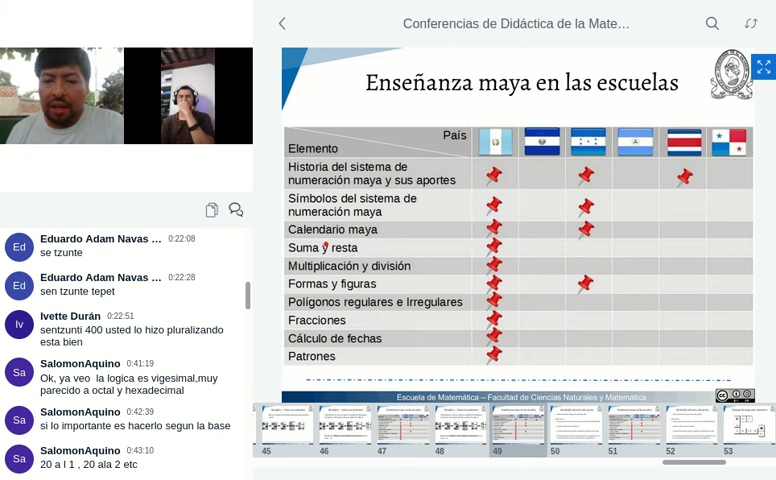 Conferencias de Didáctica de la Mate…
Enseñanza maya en las escuelas
País
Elemento
Historia del sistema de
numeración maya y sus aportes
Símbolos del sistema de
numeración maya
Calendario maya
Suma y resta
Multiplicación y división
Formas y figuras
Polígonos regulares e Irregulares
Fracciones
Cálculo de fechas
Patrones
Escuela de Matemática – Facultad de Ciencias Naturales y Matemática
Ed
Eduardo Adam Navas … 0:22:08
se tzunte
Ed
Eduardo Adam Navas … 0:22:28
sen tzunte tepet
Iv
Ivette Durán 0:22:51
sentzunti 400 usted lo hizo pluralizando
esta bien
Sa
SalomonAquino 0:41:19
Ok, ya veo la logica es vigesimal,muy
parecido a octal y hexadecimal
Sa
SalomonAquino 0:42:39
si lo importante es hacerlo segun la base
Sa
SalomonAquino 0:43:10
20 a l 1 , 20 ala 2 etc
45 46 47 48 49 50 51 52 53